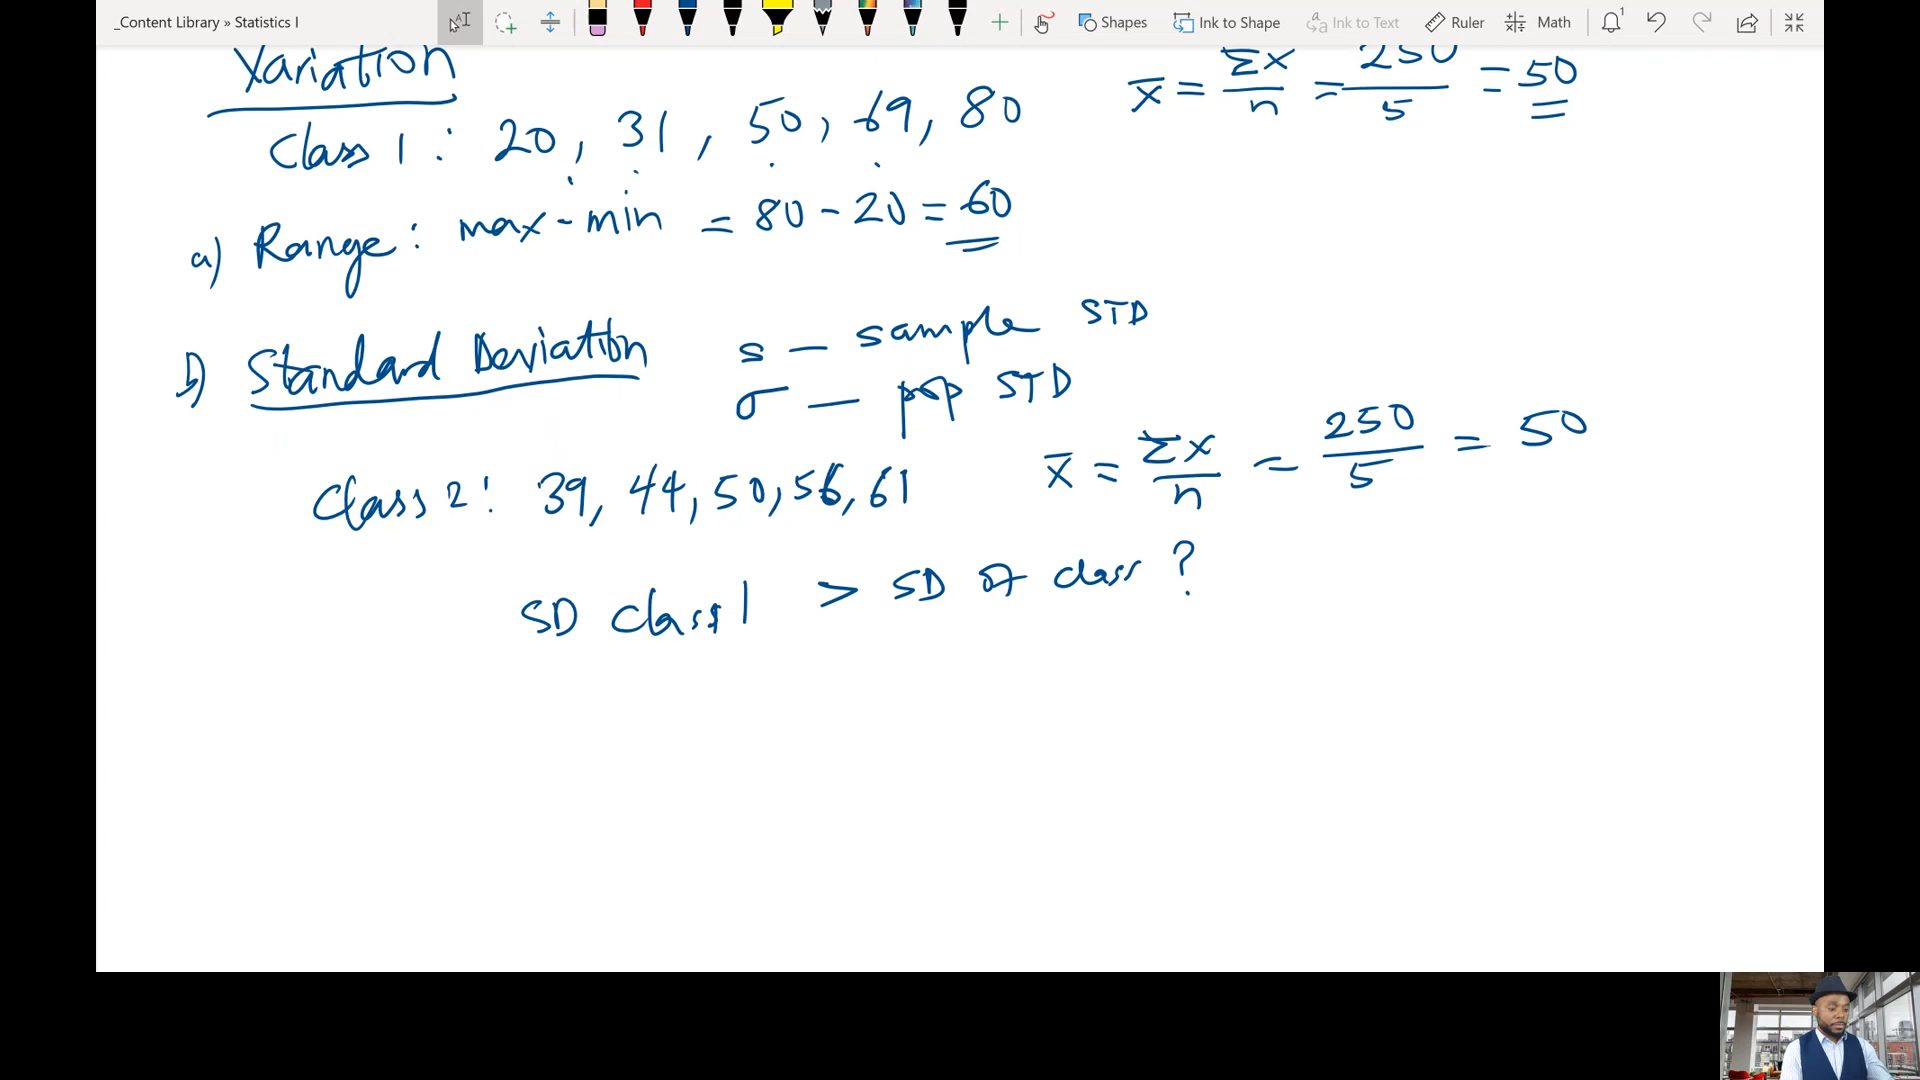 _Content Library » Statistics I
Shapes
Ink to Shape
Ink to Text
Ruler
Math
1
Variation
x̄ = Σx/n = 250/5 = 50
Class 1 : 20, 31, 50, 69, 80
a) Range : max - min = 80 - 20 = 60
b) Standard Deviation
s — sample STD
σ — pop STD
Class 2 : 39, 44, 50, 56, 61
x̄ = Σx/n = 250/5 = 50
SD class 1 > SD of class ?